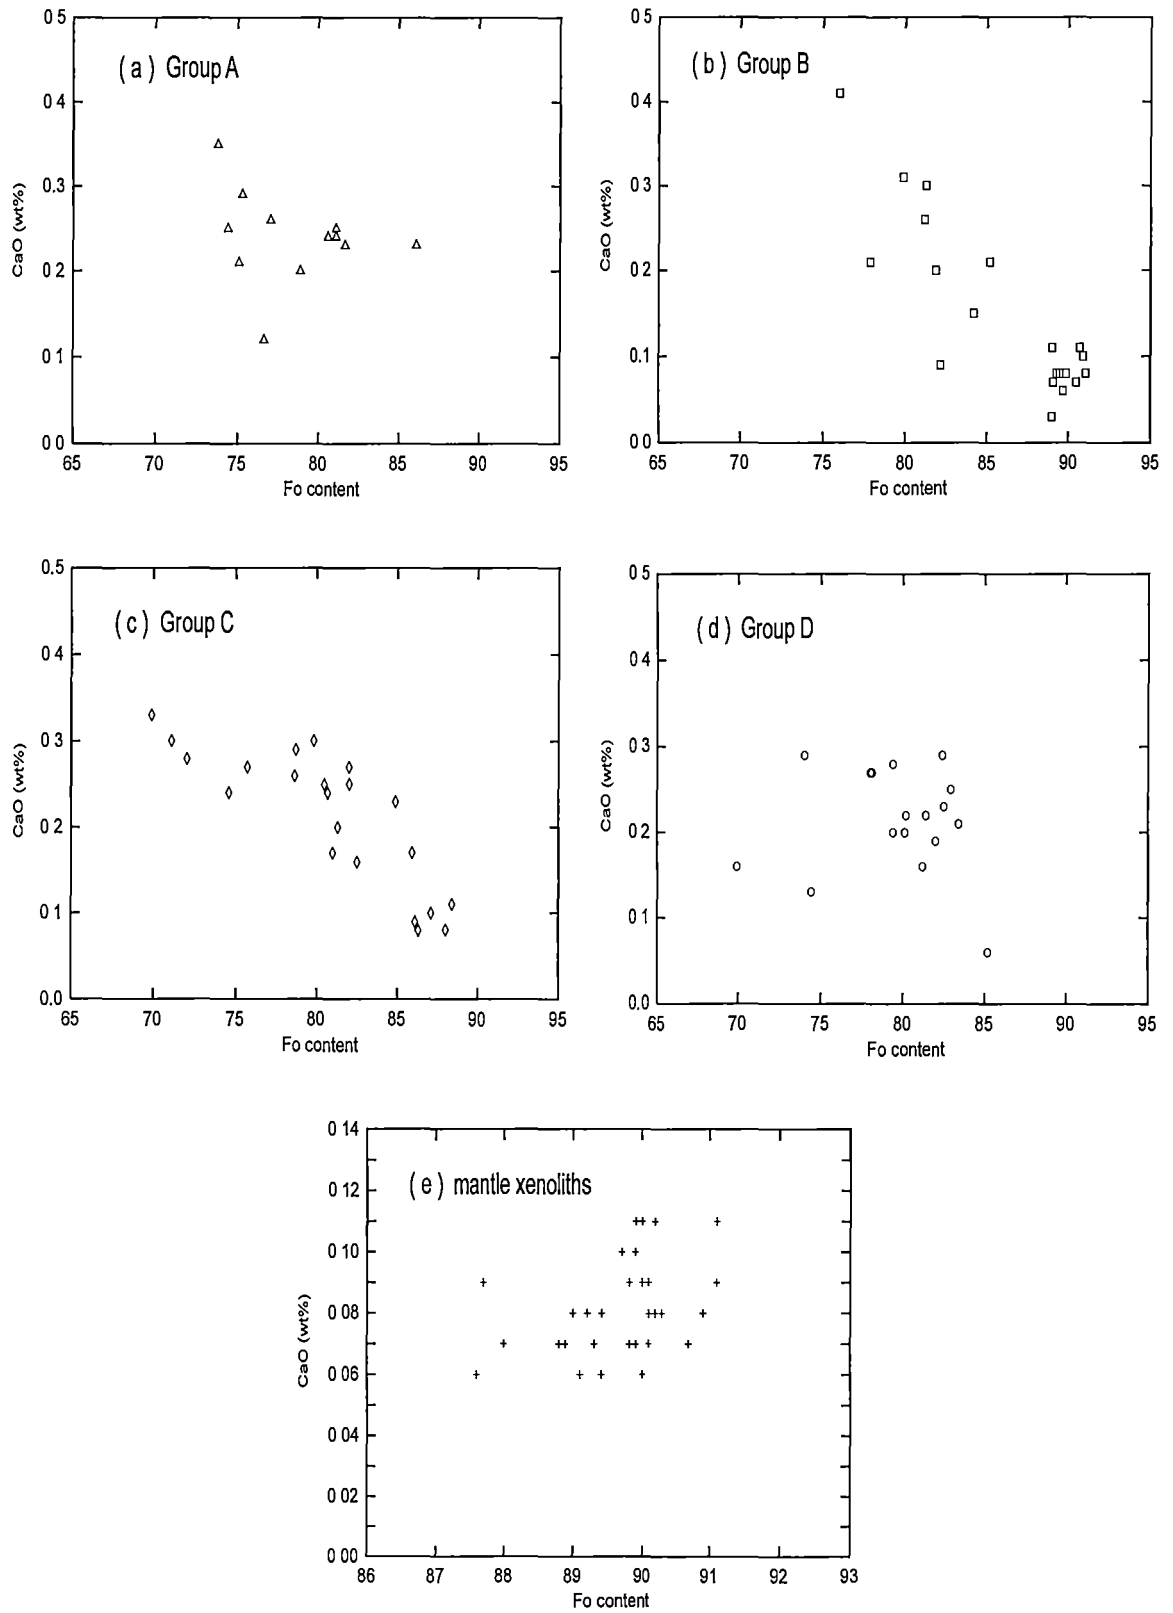 0 5
( a ) Group A
0 4
0 3
0 2
0 1
0 0
CaO (wt%)
65 70 75 80 85 90 95
Fo content
0 5
( b ) Group B
0 4
0 3
0 2
0 1
0 0
CaO (wt%)
65 70 75 80 85 90 95
Fo content
0 5
( c ) Group C
0 4
0 3
0 2
0 1
0.0
CaO (wt%)
65 70 75 80 85 90 95
Fo content
0 5
( d ) Group D
0 4
0 3
0 2
0 1
0.0
CaO (wt%)
65 70 75 80 85 90 95
Fo content
0 14
( e ) mantle xenoliths
0 12
0 10
0 08
0 06
0 04
0 02
0 00
CaO (wt%)
86 87 88 89 90 91 92 93
Fo content